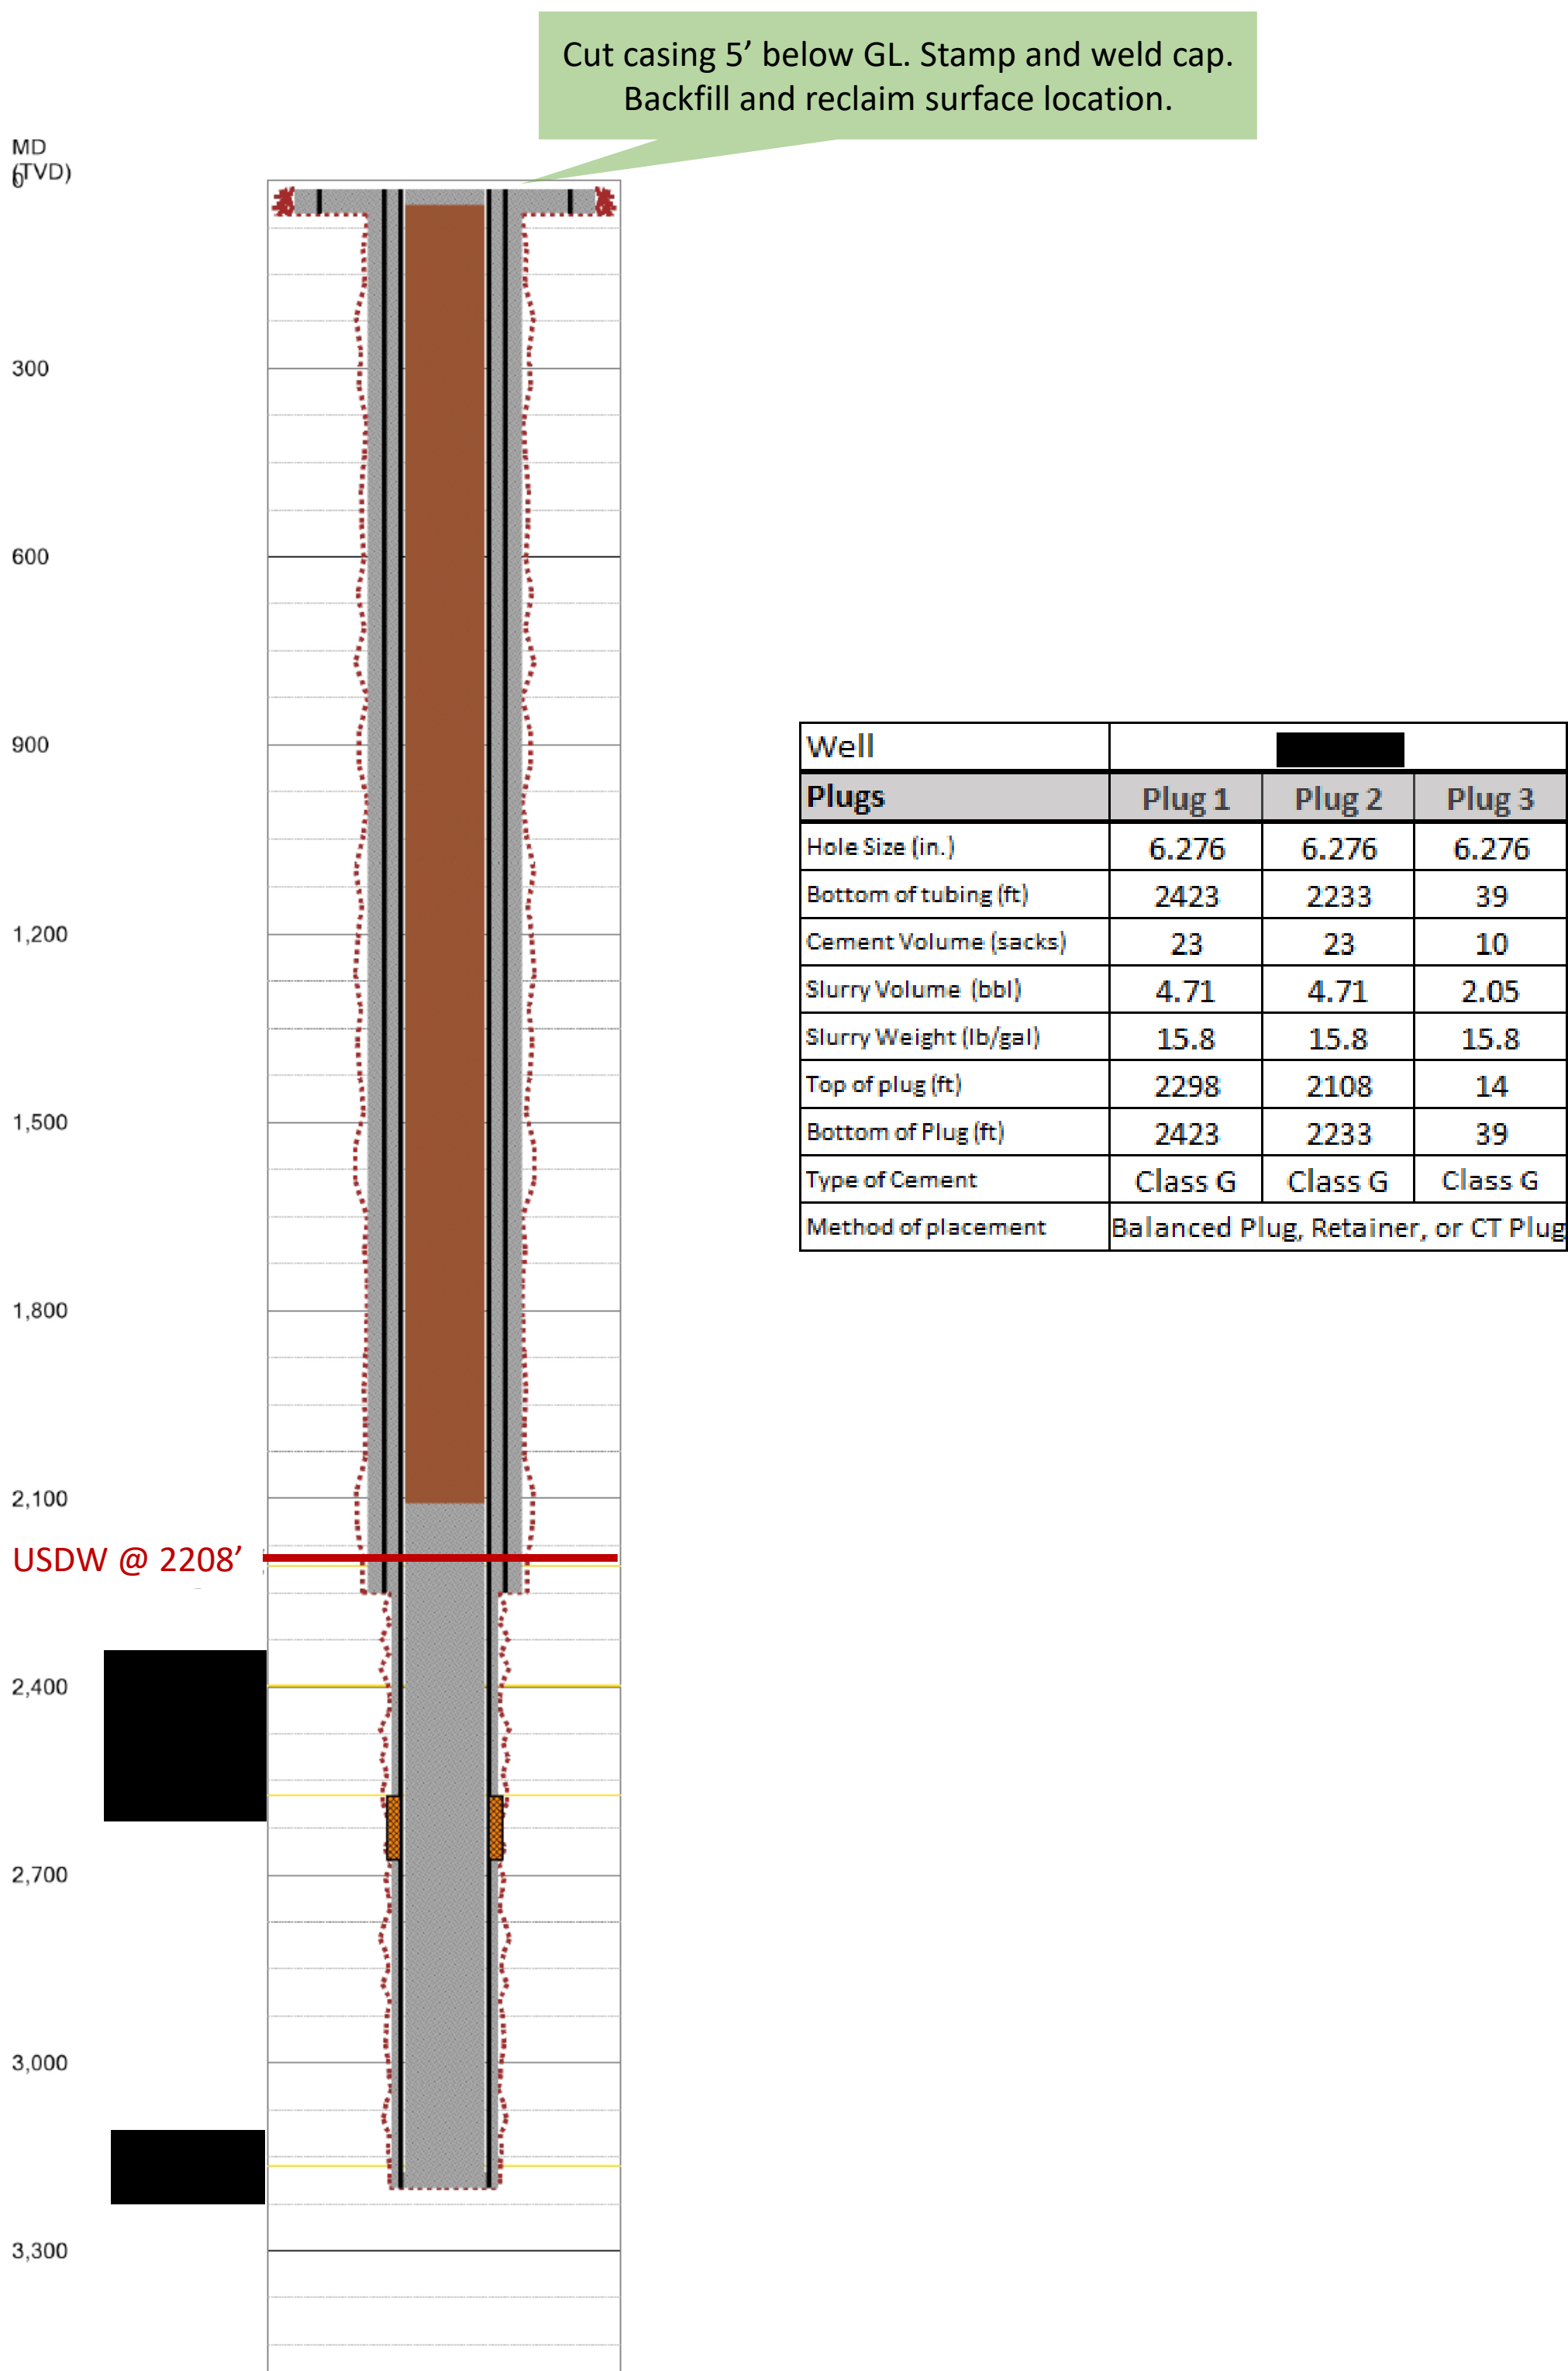 Cut casing 5’ below GL. Stamp and weld cap.
Backfill and reclaim surface location.
MD
(TVD)
0
300
600
900
1,200
1,500
1,800
2,100
USDW @ 2208’
2,400
2,700
3,000
3,300
Well
Plugs Plug 1 Plug 2 Plug 3
Hole Size (in.) 6.276 6.276 6.276
Bottom of tubing (ft) 2423 2233 39
Cement Volume (sacks) 23 23 10
Slurry Volume (bbl) 4.71 4.71 2.05
Slurry Weight (lb/gal) 15.8 15.8 15.8
Top of plug (ft) 2298 2108 14
Bottom of Plug (ft) 2423 2233 39
Type of Cement Class G Class G Class G
Method of placement Balanced Plug, Retainer, or CT Plug